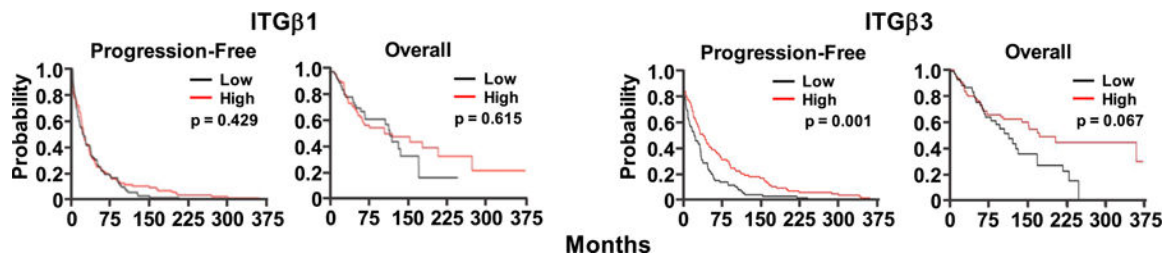 ITGβ1
Progression-Free
Low
High
p = 0.429
Probability
1.0
0.8
0.6
0.4
0.2
0
0 75 150 225 300 375
Overall
Low
High
p = 0.615
1.0
0.8
0.6
0.4
0.2
0
0 75 150 225 300 375
ITGβ3
Progression-Free
Low
High
p = 0.001
Probability
1.0
0.8
0.6
0.4
0.2
0
0 75 150 225 300 375
Overall
Low
High
p = 0.067
1.0
0.8
0.6
0.4
0.2
0
0 75 150 225 300 375
Months